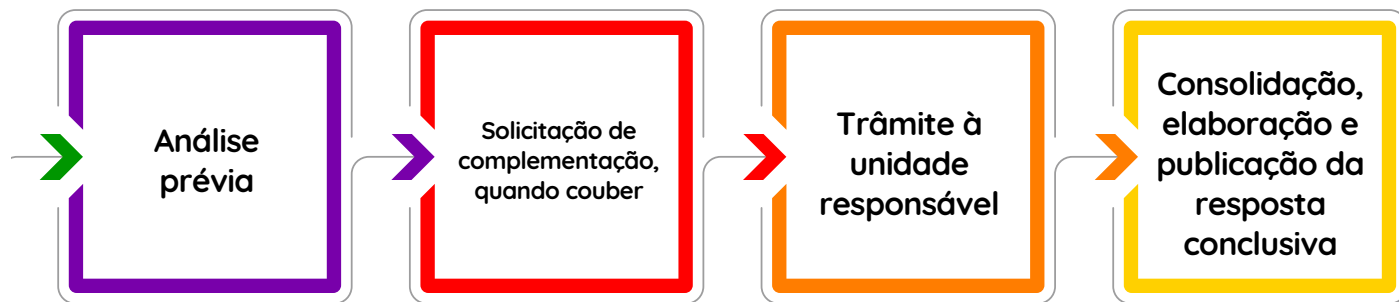 Análise
prévia
Solicitação de
complementação,
quando couber
Trâmite à
unidade
responsável
Consolidação,
elaboração e
publicação da
resposta
conclusiva